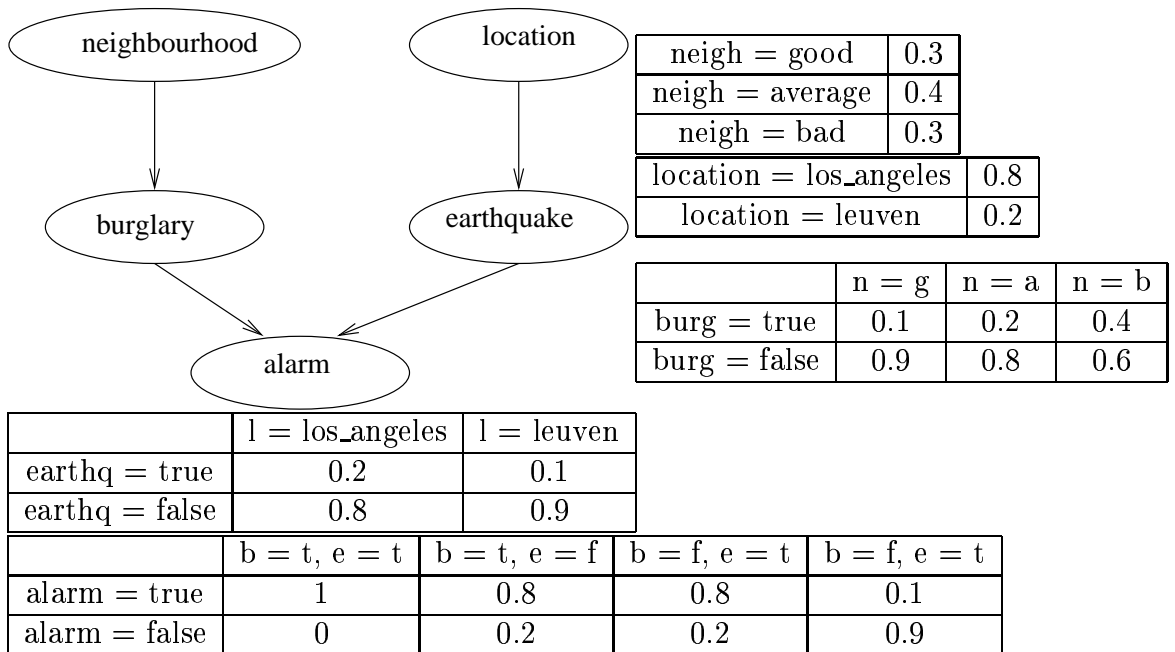 neighbourhood
location
burglary
earthquake
alarm
neigh = good 0.3
neigh = average 0.4
neigh = bad 0.3
location = los_angeles 0.8
location = leuven 0.2
n = g n = a n = b
burg = true 0.1 0.2 0.4
burg = false 0.9 0.8 0.6
l = los_angeles l = leuven
earthq = true 0.2 0.1
earthq = false 0.8 0.9
b = t, e = t b = t, e = f b = f, e = t b = f, e = t
alarm = true 1 0.8 0.8 0.1
alarm = false 0 0.2 0.2 0.9